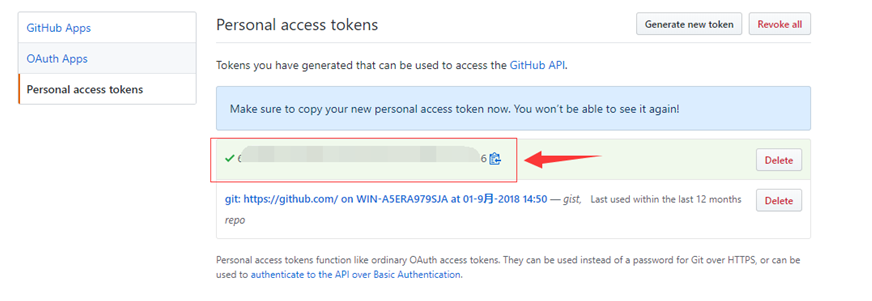 GitHub Apps
OAuth Apps
Personal access tokens
Personal access tokens
Generate new token
Revoke all
Tokens you have generated that can be used to access the GitHub API.
Make sure to copy your new personal access token now. You won't be able to see it again!
6
Delete
git: https://github.com/ on WIN-A5ERA979SJA at 01-9月-2018 14:50 — gist, repo
Last used within the last 12 months
Delete
Personal access tokens function like ordinary OAuth access tokens. They can be used instead of a password for Git over HTTPS, or can be
used to authenticate to the API over Basic Authentication.